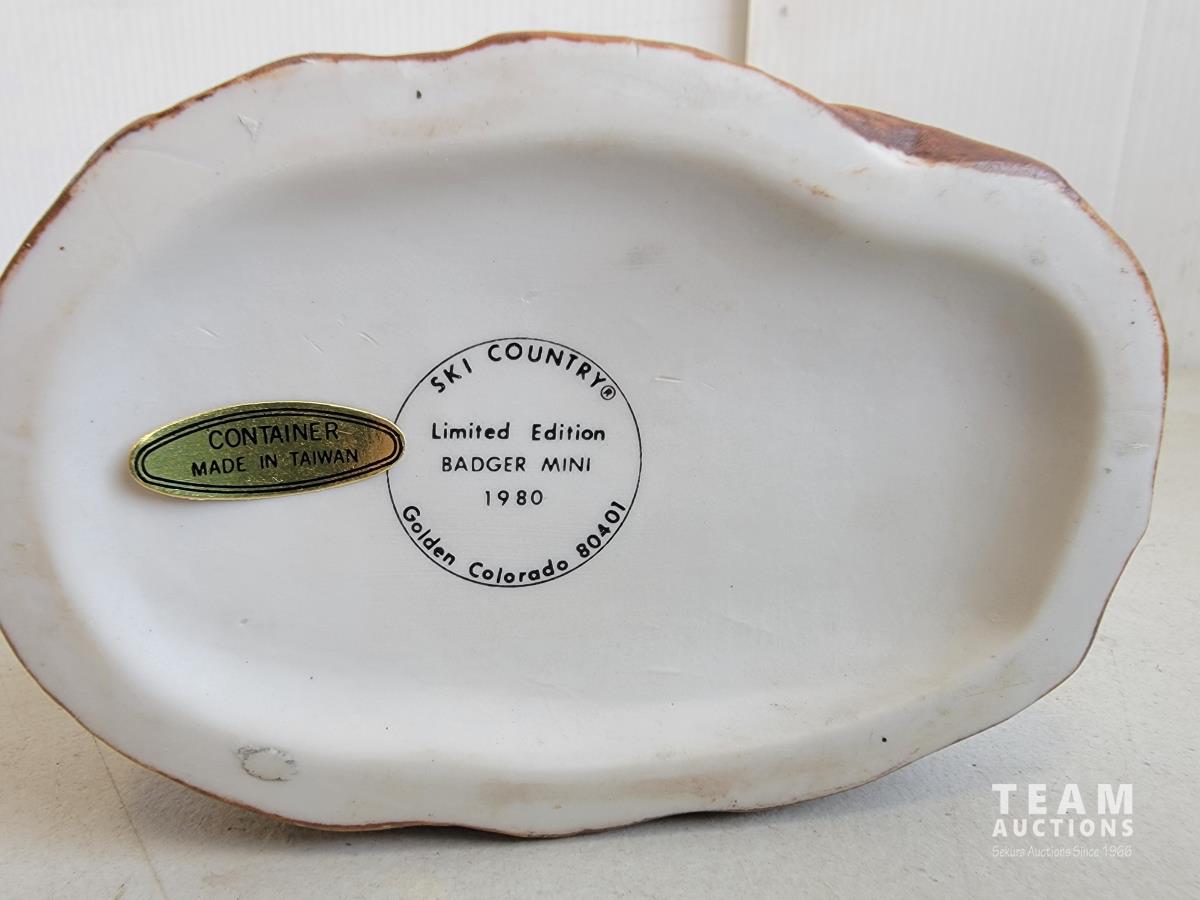 CONTAINER
MADE IN TAIWAN
SKI COUNTRY®
Limited Edition
BADGER MINI
1980
Golden Colorado 80401
TEAM
AUCTIONS
Sekura Auctions Since 1966